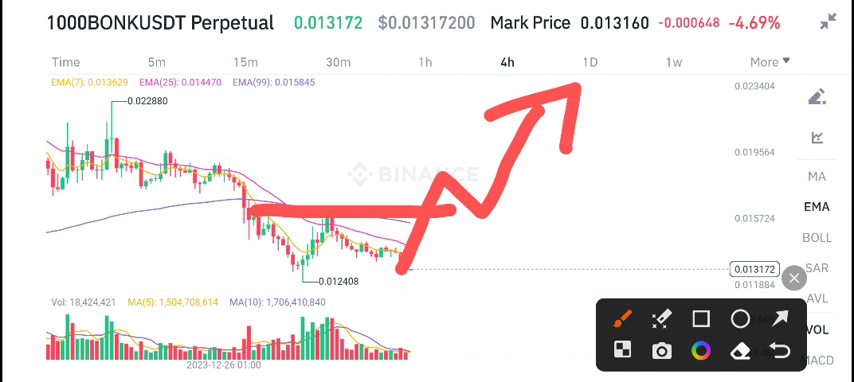 1000BONKUSDT Perpetual 0.013172 $0.01317200 Mark Price 0.013160 -0.000648 -4.69%
Time 5m 15m 30m 1h 4h 1D 1w More
EMA(7): 0.013629 EMA(25): 0.014470 EMA(99): 0.015845
0.023404
0.022880
0.019564
BINANCE
MA
0.015724
EMA
BOLL
0.013172
SAR
0.012408
0.011884
AVL
Vol: 18,424,421 MA(5): 1,504,708,614 MA(10): 1,706,410,840
VOL
MACD
2023-12-26 01:00